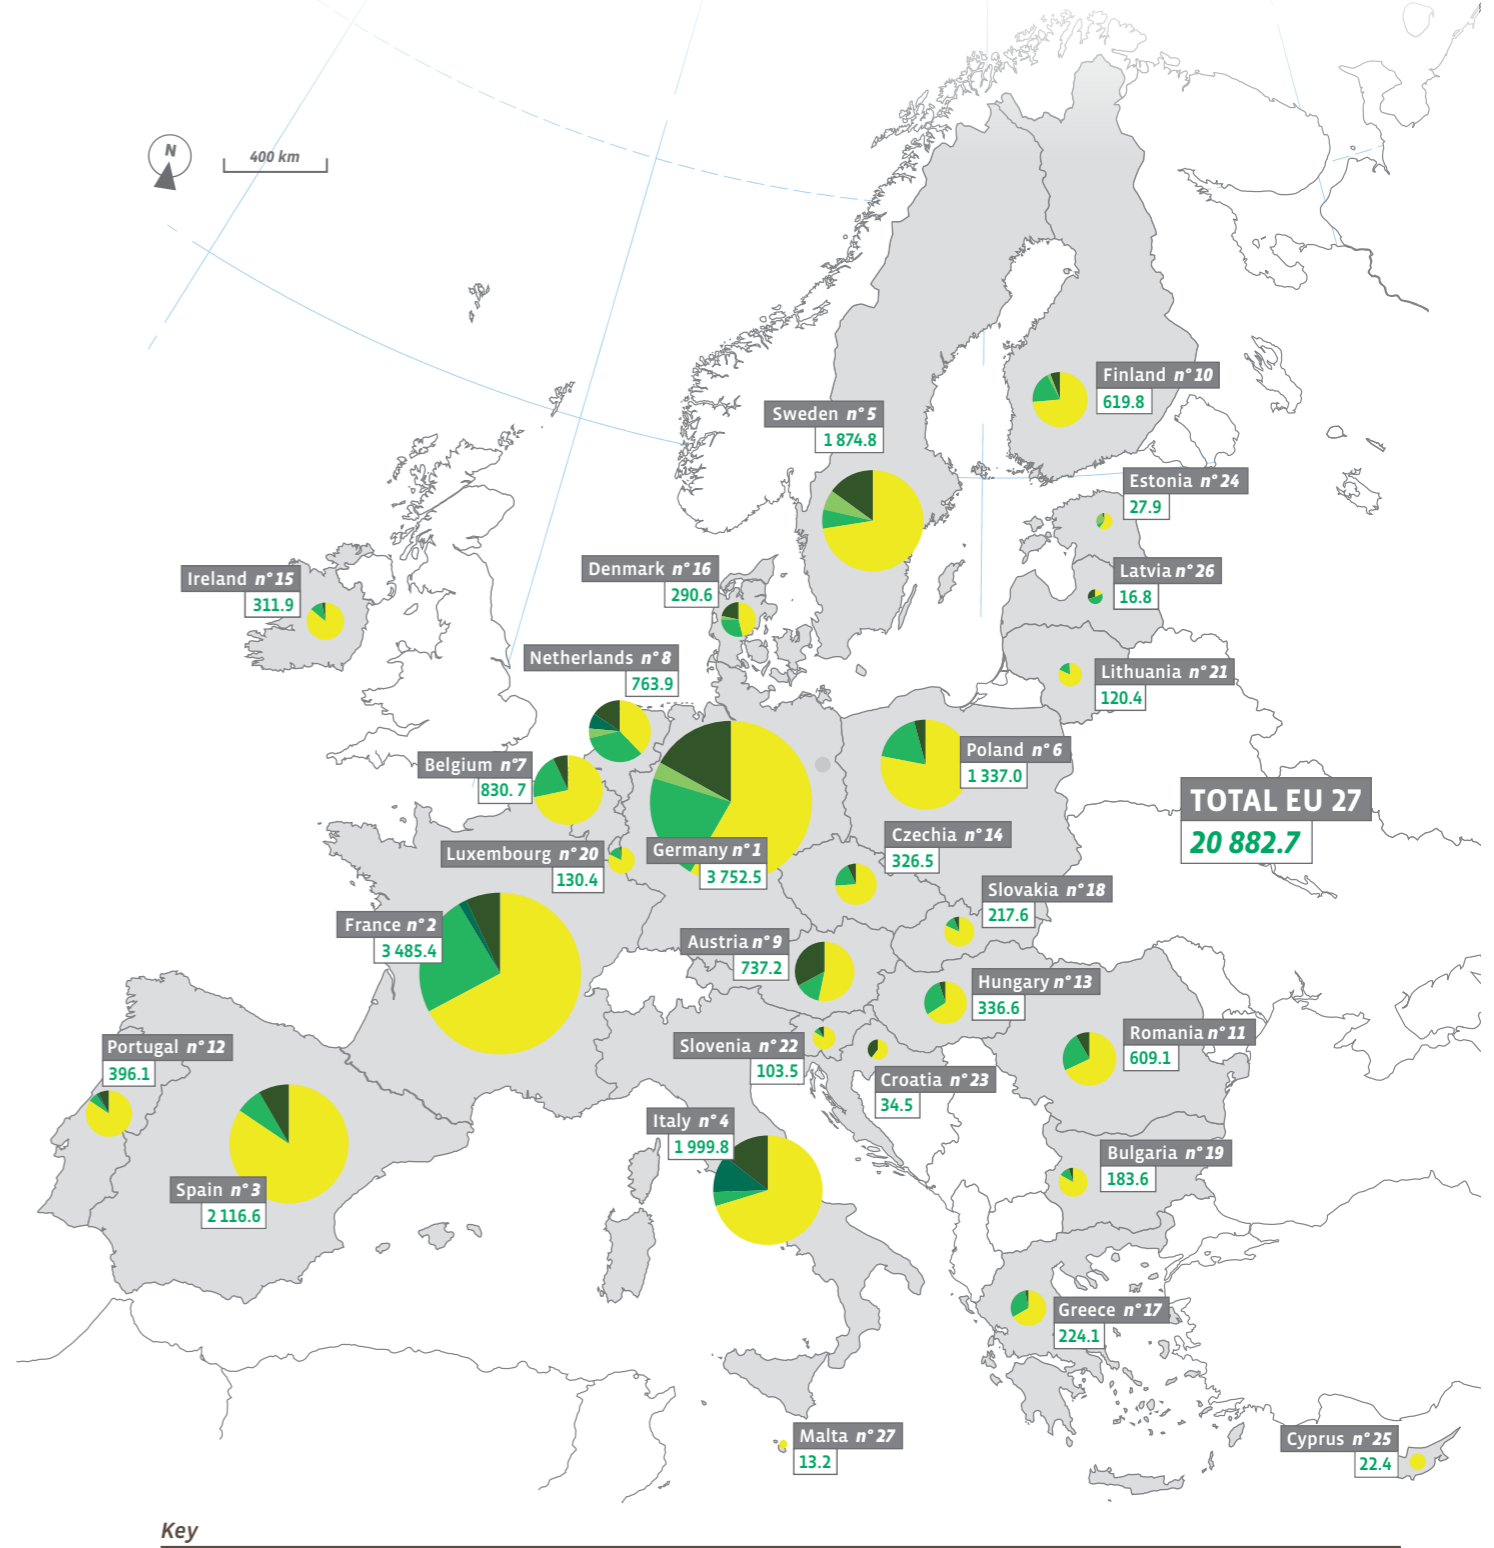 N
400 km
Finland n° 10
619.8
Sweden n° 5
1 874.8
Estonia n° 24
27.9
Latvia n° 26
16.8
Ireland n° 15
311.9
Denmark n° 16
290.6
Netherlands n° 8
763.9
Lithuania n° 21
120.4
Belgium n°7
830. 7
Poland n° 6
1 337.0
TOTAL EU 27
20 882.7
Czechia n° 14
326.5
Luxembourg n° 20
130.4
Germany n° 1
3 752.5
Slovakia n° 18
217.6
France n° 2
3 485.4
Austria n° 9
737.2
Hungary n° 13
336.6
Portugal n° 12
396.1
Slovenia n° 22
103.5
Romania n° 11
609.1
Croatia n° 23
34.5
Italy n° 4
1 999.8
Bulgaria n° 19
183.6
Spain n° 3
2 116.6
Greece n° 17
224.1
Malta n° 27
13.2
Cyprus n° 25
22.4
Key